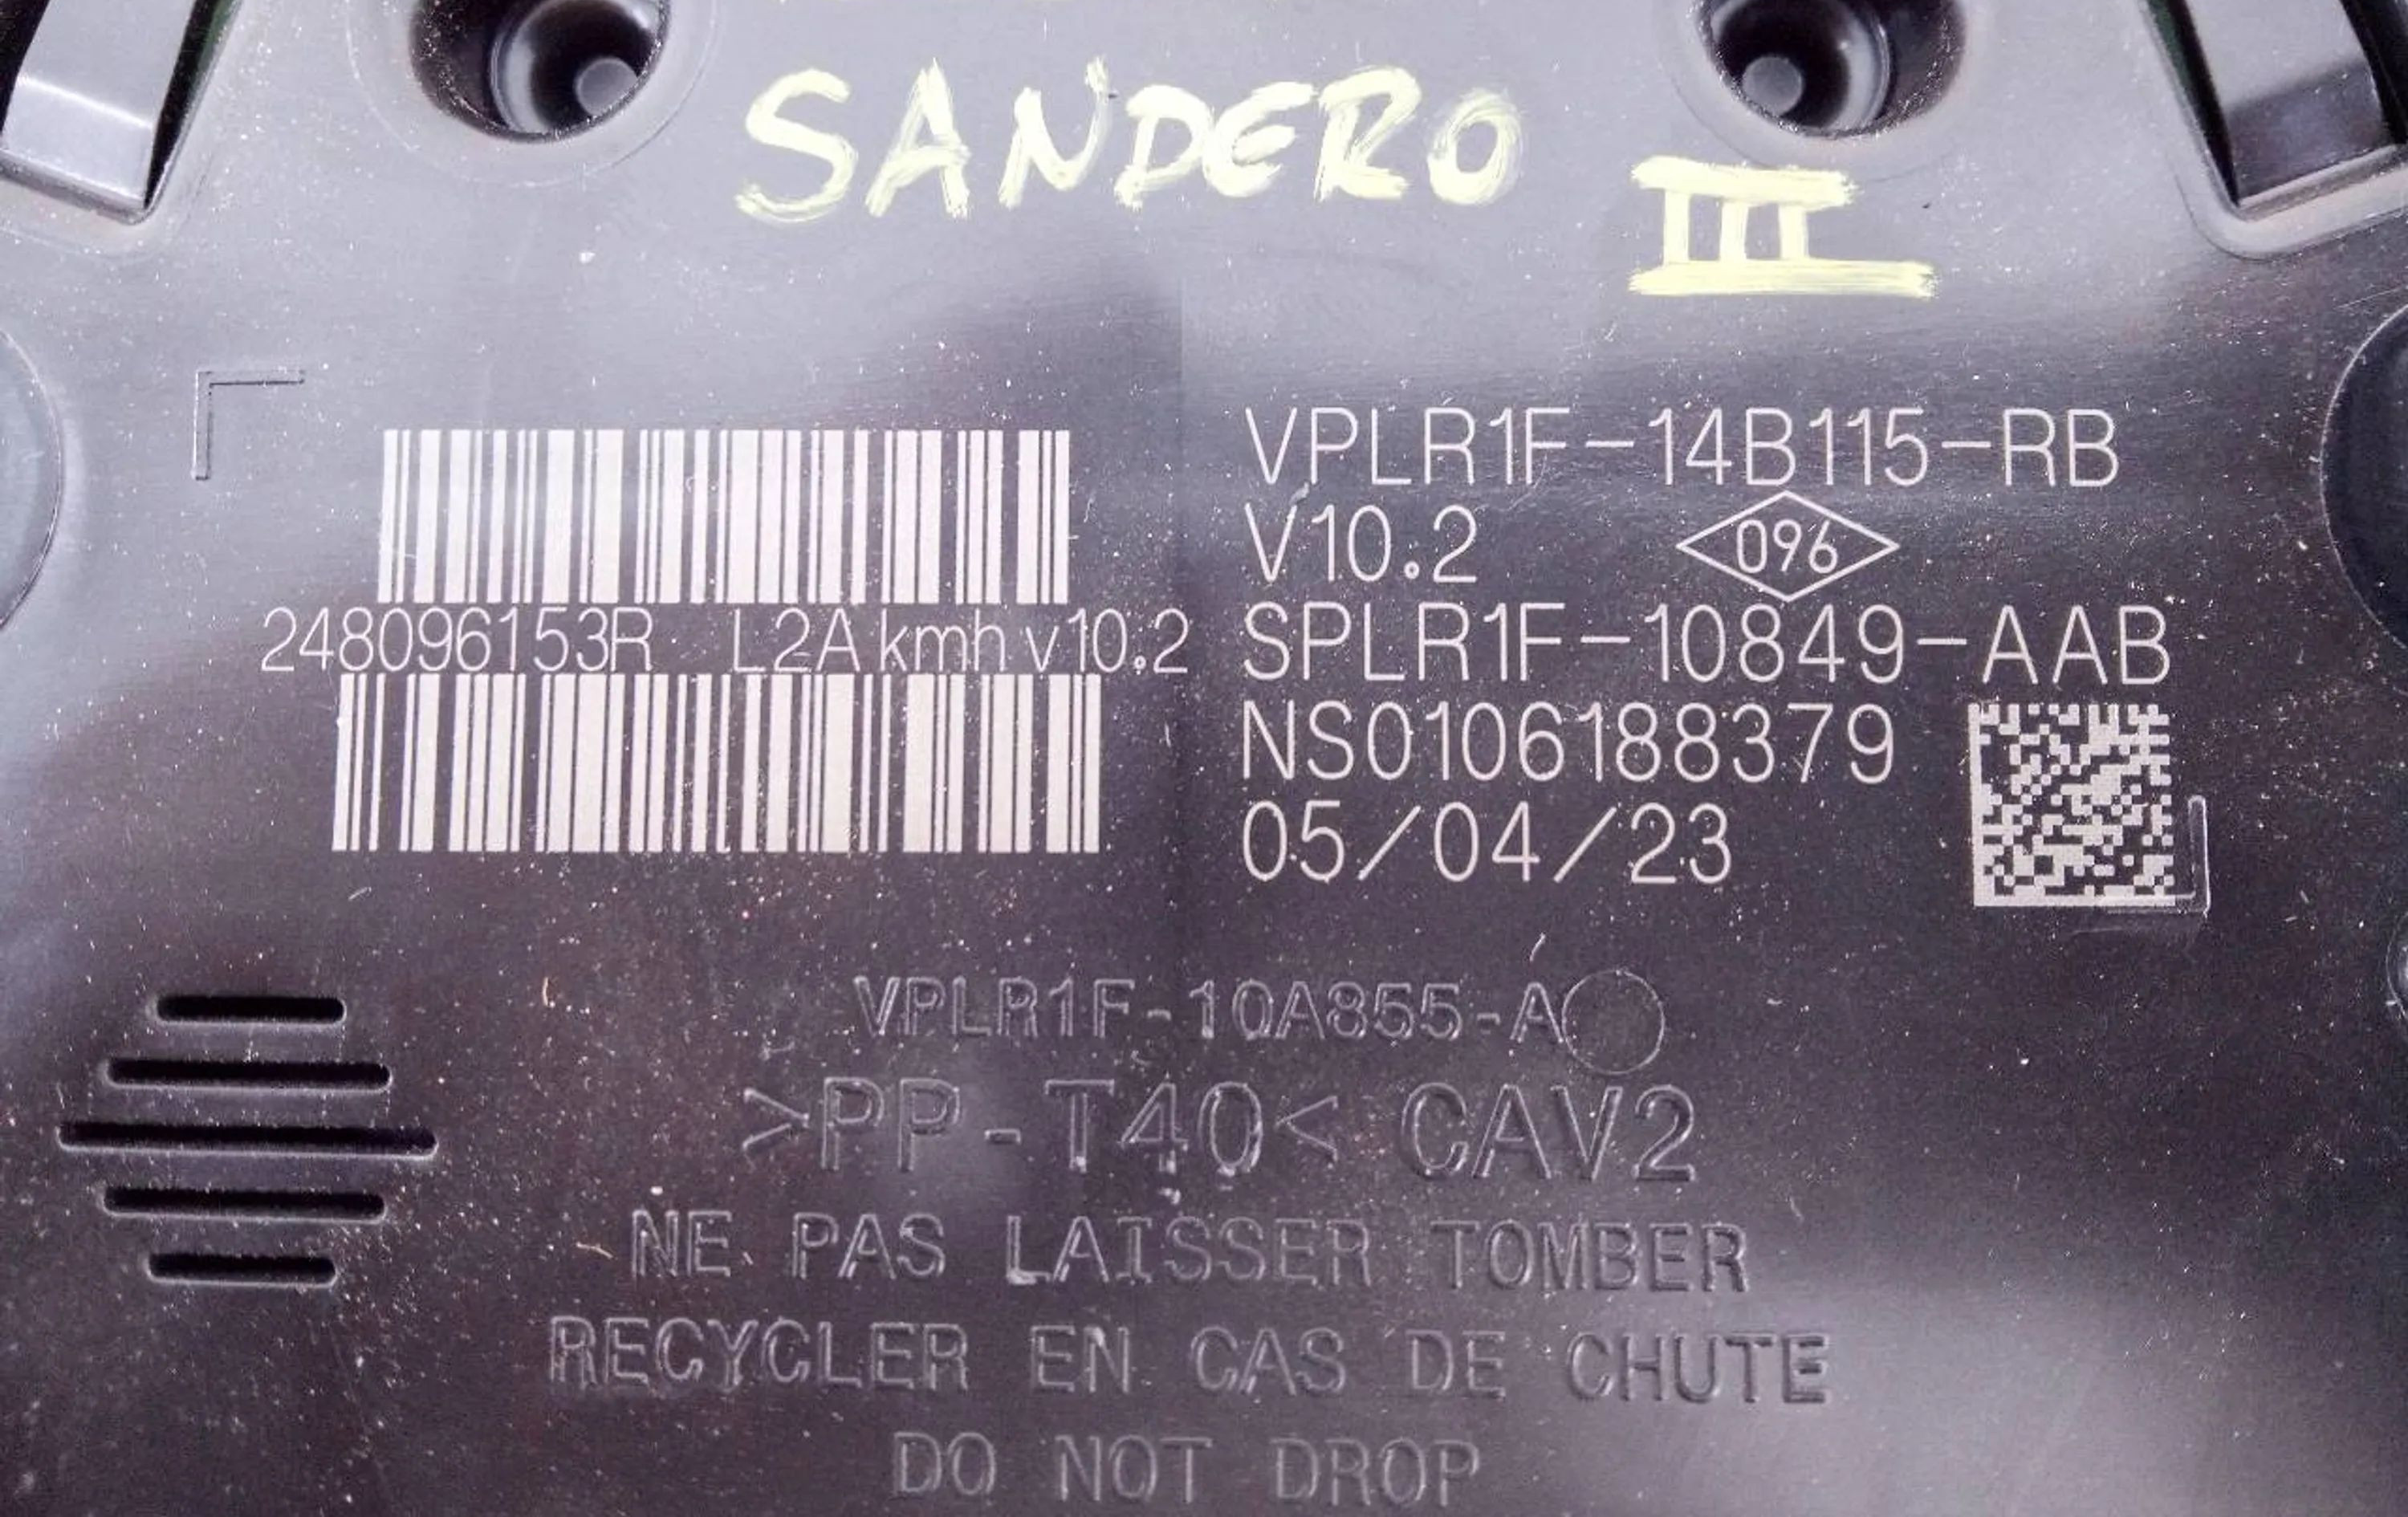 SANDERO III
248096153R L2A kmh v10.2
VPLR1F-14B115-RB
V10.2 096
SPLR1F-10849-AAB
NS0106188379
05/04/23
VPLR1F-10A855-A
>PP-T40< CAV2
NE PAS LAISSER TOMBER
RECYCLER EN CAS DE CHUTE
DO NOT DROP